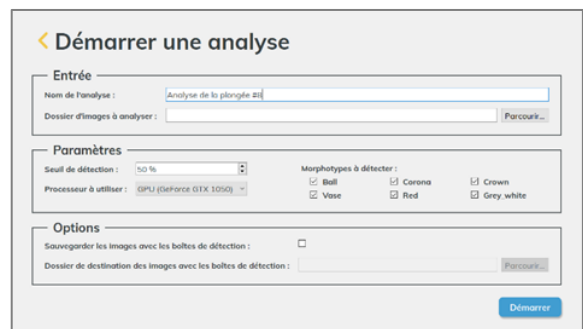 Démarrer une analyse
Entrée
Nom de l'analyse : Analyse de la plongée #8
Dossier d'images à analyser : Parcourir...
Paramètres
Seuil de détection : 50 % Morphotypes à détecter :
Ball Corona Crown
Processeur à utiliser : GPU (GeForce GTX 1050)
Vase Red Grey_white
Options
Sauvegarder les images avec les boîtes de détection :
Dossier de destination des images avec les boîtes de détection : Parcourir...
Démarrer